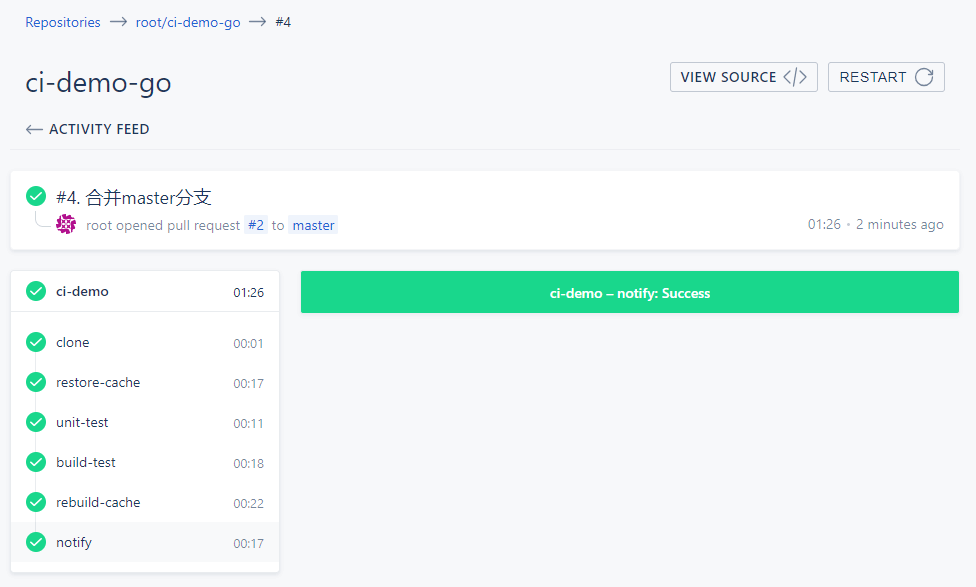 Repositories → root/ci-demo-go → #4
ci-demo-go
VIEW SOURCE </>
RESTART
← ACTIVITY FEED
#4. 合并master分支
root opened pull request #2 to master
01:26 • 2 minutes ago
ci-demo 01:26
ci-demo – notify: Success
clone 00:01
restore-cache 00:17
unit-test 00:11
build-test 00:18
rebuild-cache 00:22
notify 00:17